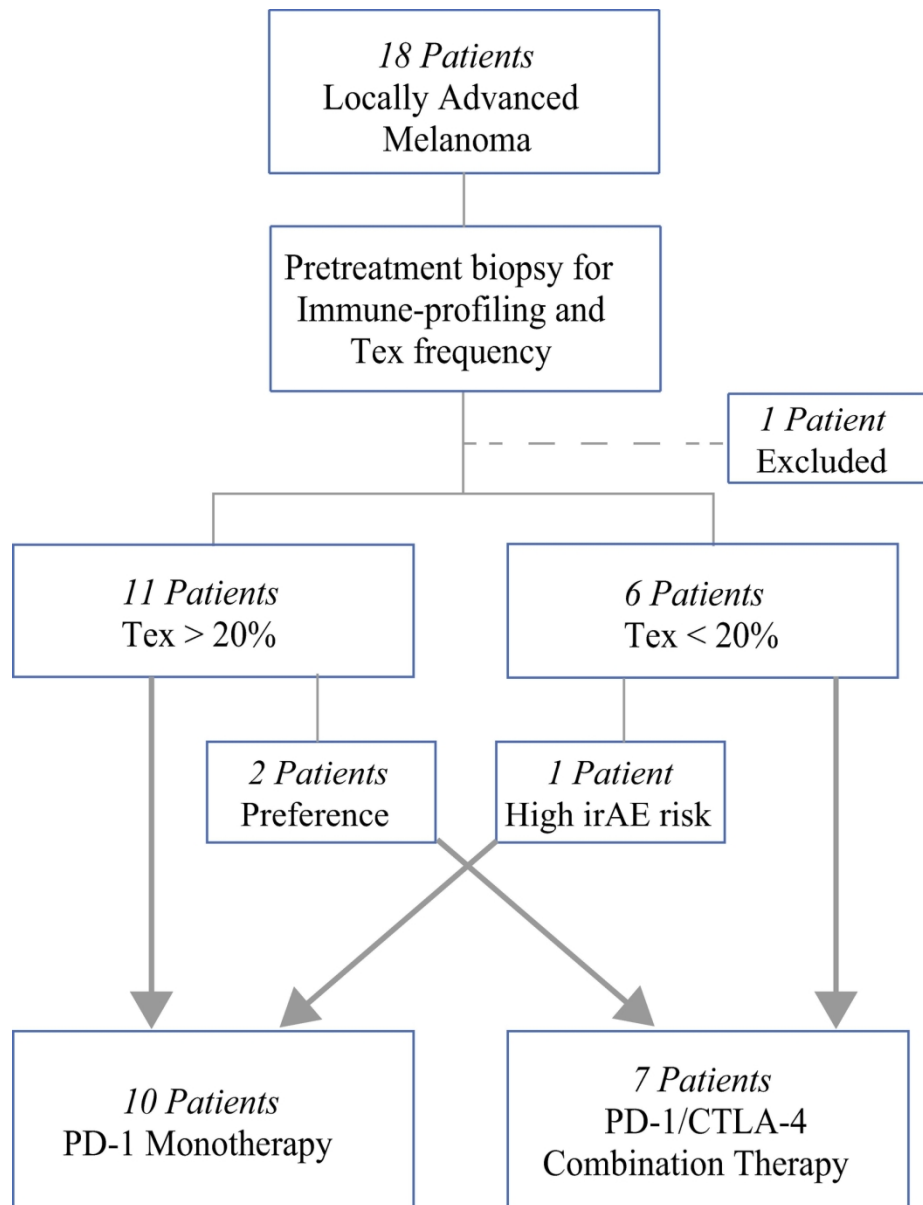 18 Patients
Locally Advanced
Melanoma
Pretreatment biopsy for
Immune-profiling and
Tex frequency
1 Patient
Excluded
11 Patients
Tex > 20%
6 Patients
Tex < 20%
2 Patients
Preference
1 Patient
High irAE risk
10 Patients
PD-1 Monotherapy
7 Patients
PD-1/CTLA-4
Combination Therapy